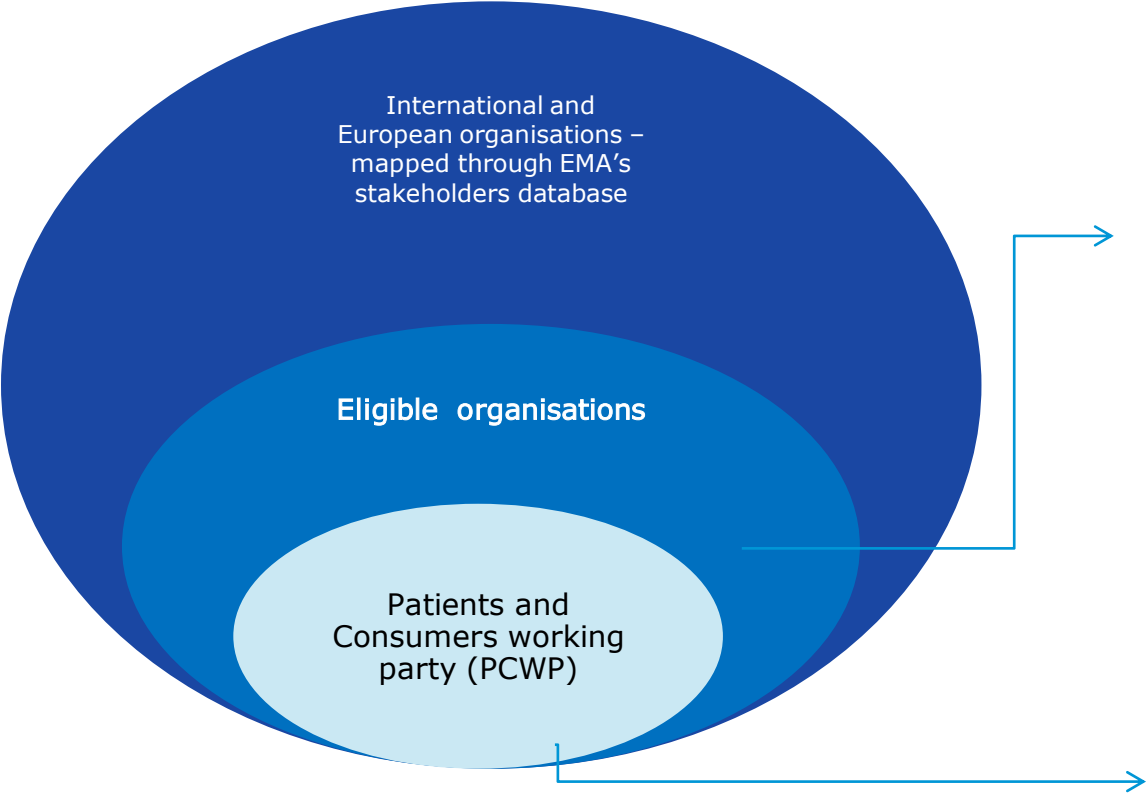 International and
European organisations –
mapped through EMA’s
stakeholders database
Eligible organisations
Patients and
Consumers working
party (PCWP)